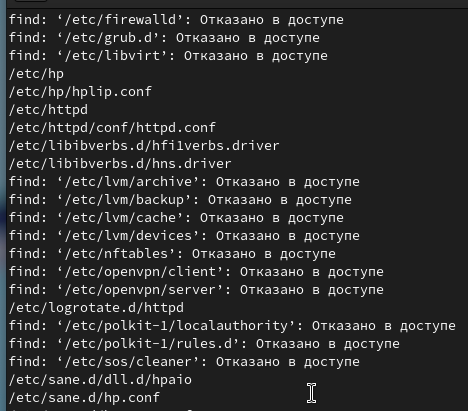 find: ‘/etc/firewalld’: Отказано в доступе
find: ‘/etc/grub.d’: Отказано в доступе
find: ‘/etc/libvirt’: Отказано в доступе
/etc/hp
/etc/hp/hplip.conf
/etc/httpd
/etc/httpd/conf/httpd.conf
/etc/libibverbs.d/hfi1verbs.driver
/etc/libibverbs.d/hns.driver
find: ‘/etc/lvm/archive’: Отказано в доступе
find: ‘/etc/lvm/backup’: Отказано в доступе
find: ‘/etc/lvm/cache’: Отказано в доступе
find: ‘/etc/lvm/devices’: Отказано в доступе
find: ‘/etc/nftables’: Отказано в доступе
find: ‘/etc/openvpn/client’: Отказано в доступе
find: ‘/etc/openvpn/server’: Отказано в доступе
/etc/logrotate.d/httpd
find: ‘/etc/polkit-1/localauthority’: Отказано в доступе
find: ‘/etc/polkit-1/rules.d’: Отказано в доступе
find: ‘/etc/sos/cleaner’: Отказано в доступе
/etc/sane.d/dll.d/hpaio
/etc/sane.d/hp.conf